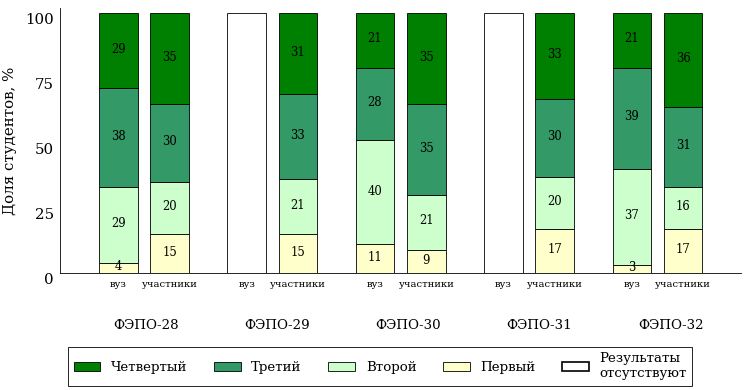 Доля студентов, %
100
75
50
25
0
29 35 31 21 35 33 21 36
38 30 33 28 35 30 39 31
29 20 21 40 21 20 37 16
4 15 15 11 9 17 3 17
вуз участники вуз участники вуз участники вуз участники вуз участники
ФЭПО-28 ФЭПО-29 ФЭПО-30 ФЭПО-31 ФЭПО-32
Четвертый Третий Второй Первый Результаты
отсутствуют